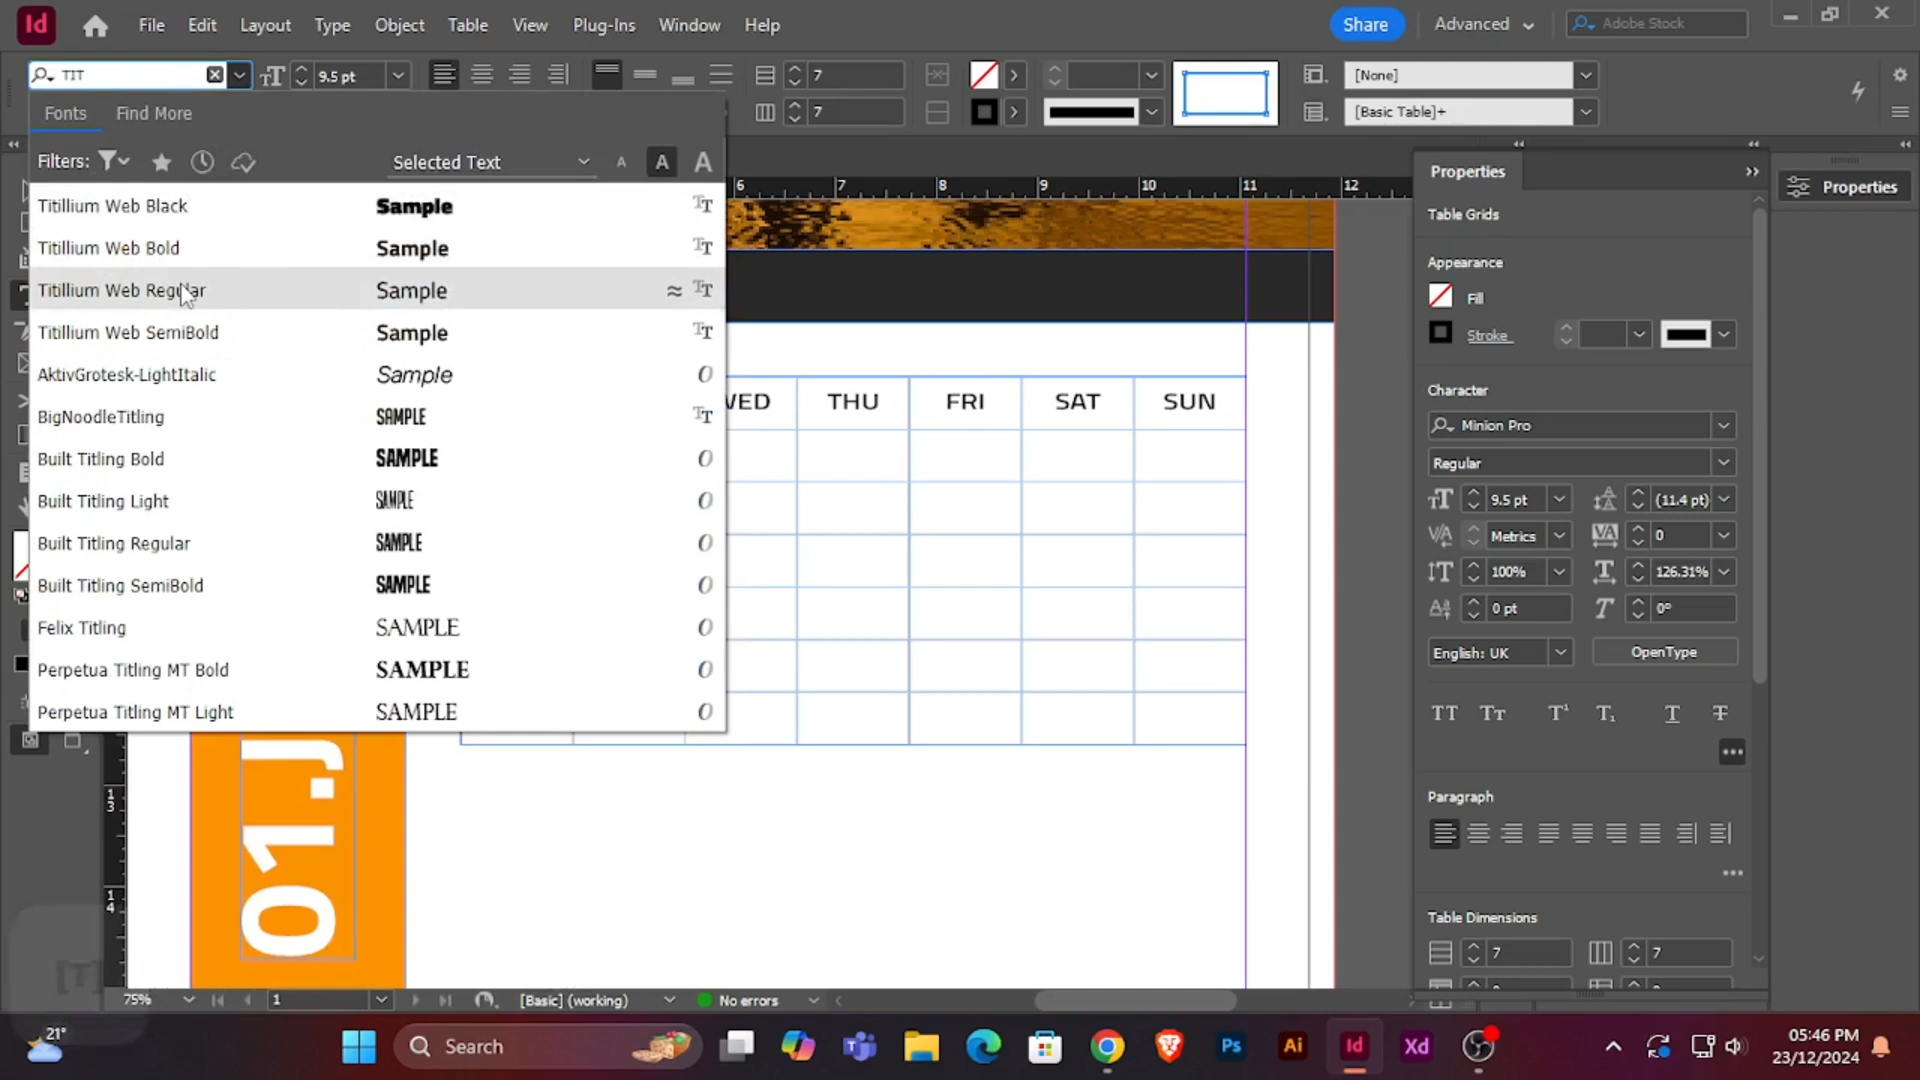 Id File Edit Layout Type Object Table View Plug-Ins Window Help Share Advanced Adobe Stock
TIT 9.5 pt 7 [None]
7 [Basic Table]+
Fonts Find More
Filters: Selected Text A A A
Titillium Web Black Sample
Titillium Web Bold Sample
Titillium Web Regular Sample
Titillium Web SemiBold Sample
AktivGrotesk-LightItalic Sample
BigNoodleTitling SAMPLE
Built Titling Bold SAMPLE
Built Titling Light SAMPLE
Built Titling Regular SAMPLE
Built Titling SemiBold SAMPLE
Felix Titling SAMPLE
Perpetua Titling MT Bold SAMPLE
Perpetua Titling MT Light SAMPLE
6 7 8 9 10 11 12
THU FRI SAT SUN
13
14
01.J
Properties
Table Grids
Appearance
Fill
Stroke
Character
Minion Pro
Regular
9.5 pt (11.4 pt)
Metrics 0
100% 126.31%
0 pt 0°
English: UK OpenType
Paragraph
Table Dimensions
7 7
Properties
[T]
75% 1 [Basic] (working) No errors
21°
Search
Ps Ai Id Xd
05:46 PM
23/12/2024